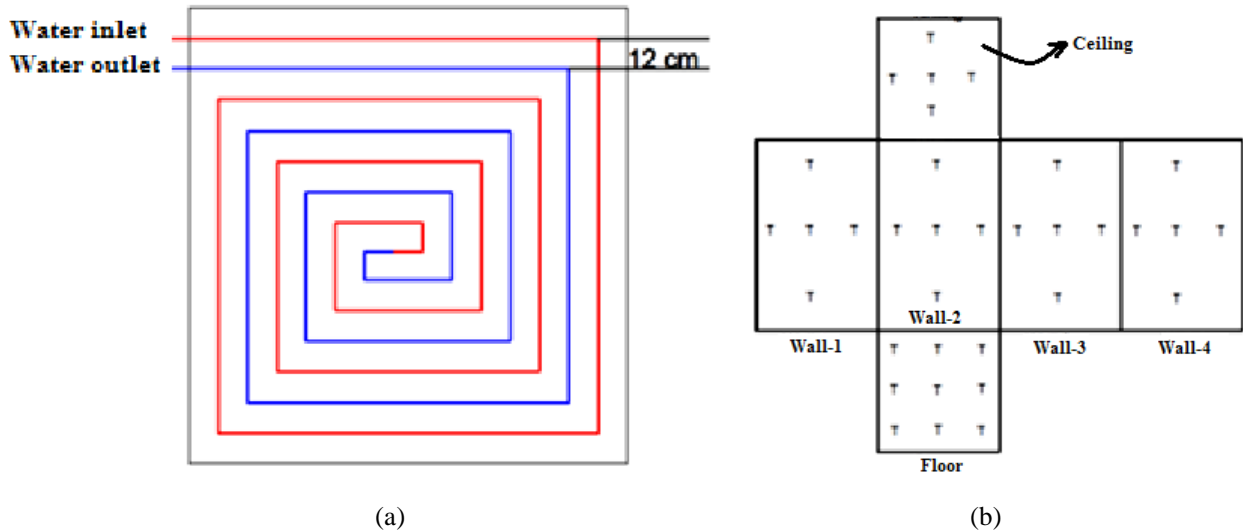 Water inlet
Water outlet
12 cm
(a)
Ceiling
T
T T T
T
T T T T
T T T T T T T T T T T T
T T T T
Wall-2
Wall-1
Wall-3
Wall-4
T T T
T T T
T T T
Floor
(b)